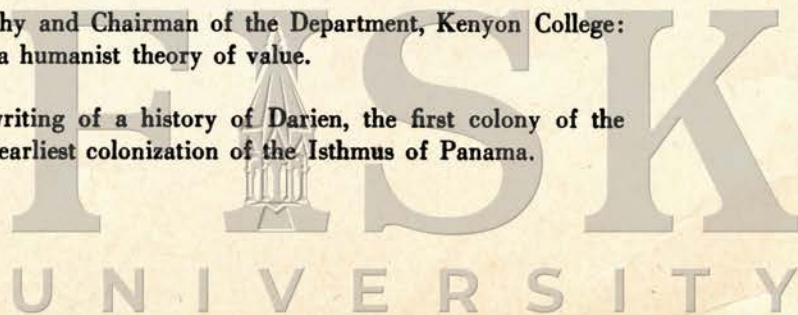 hy and Chairman of the Department, Kenyon College:
a humanist theory of value.
riting of a history of Darien, the first colony of the
earliest colonization of the Isthmus of Panama.
FISK
UNIVERSITY